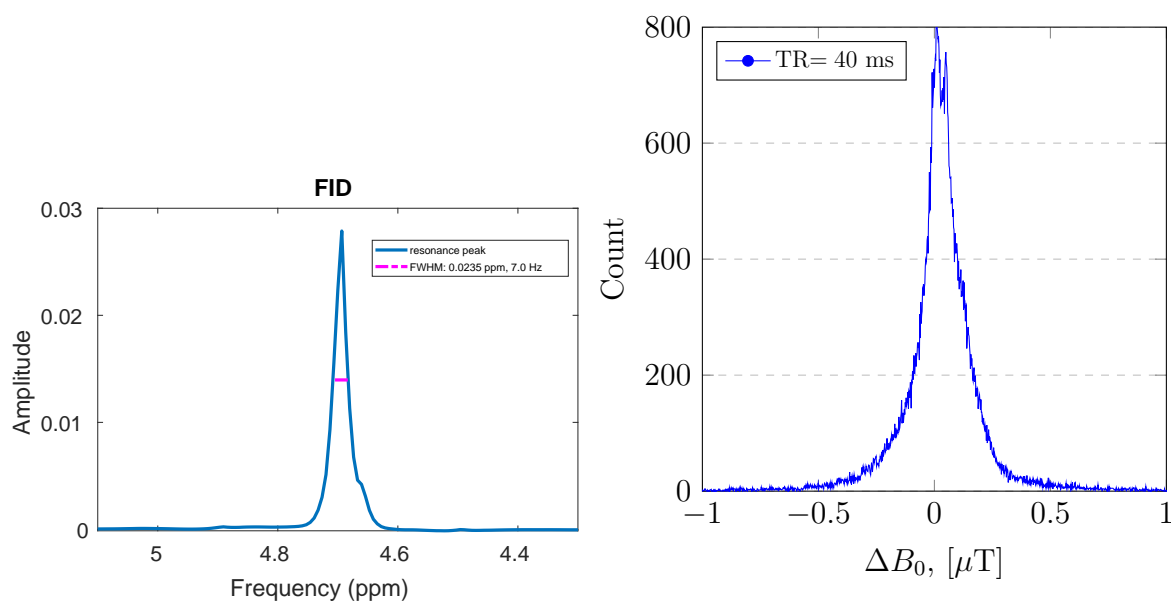 FID
0.03
0.02
0.01
0
Amplitude
5
4.8
4.6
4.4
Frequency (ppm)
resonance peak
FWHM: 0.0235 ppm, 7.0 Hz
800
600
400
200
0
Count
−1
−0.5
0
0.5
1
ΔB₀, [μT]
TR= 40 ms